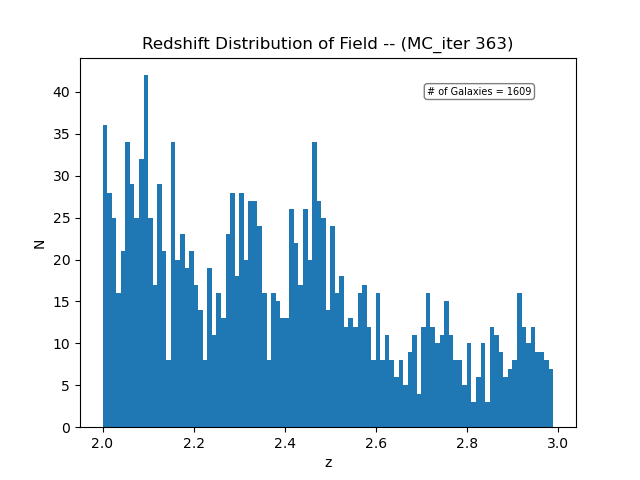 Redshift Distribution of Field -- (MC_iter 363)
# of Galaxies = 1609
40
35
30
25
20
15
10
5
0
N
2.0 2.2 2.4 2.6 2.8 3.0
z